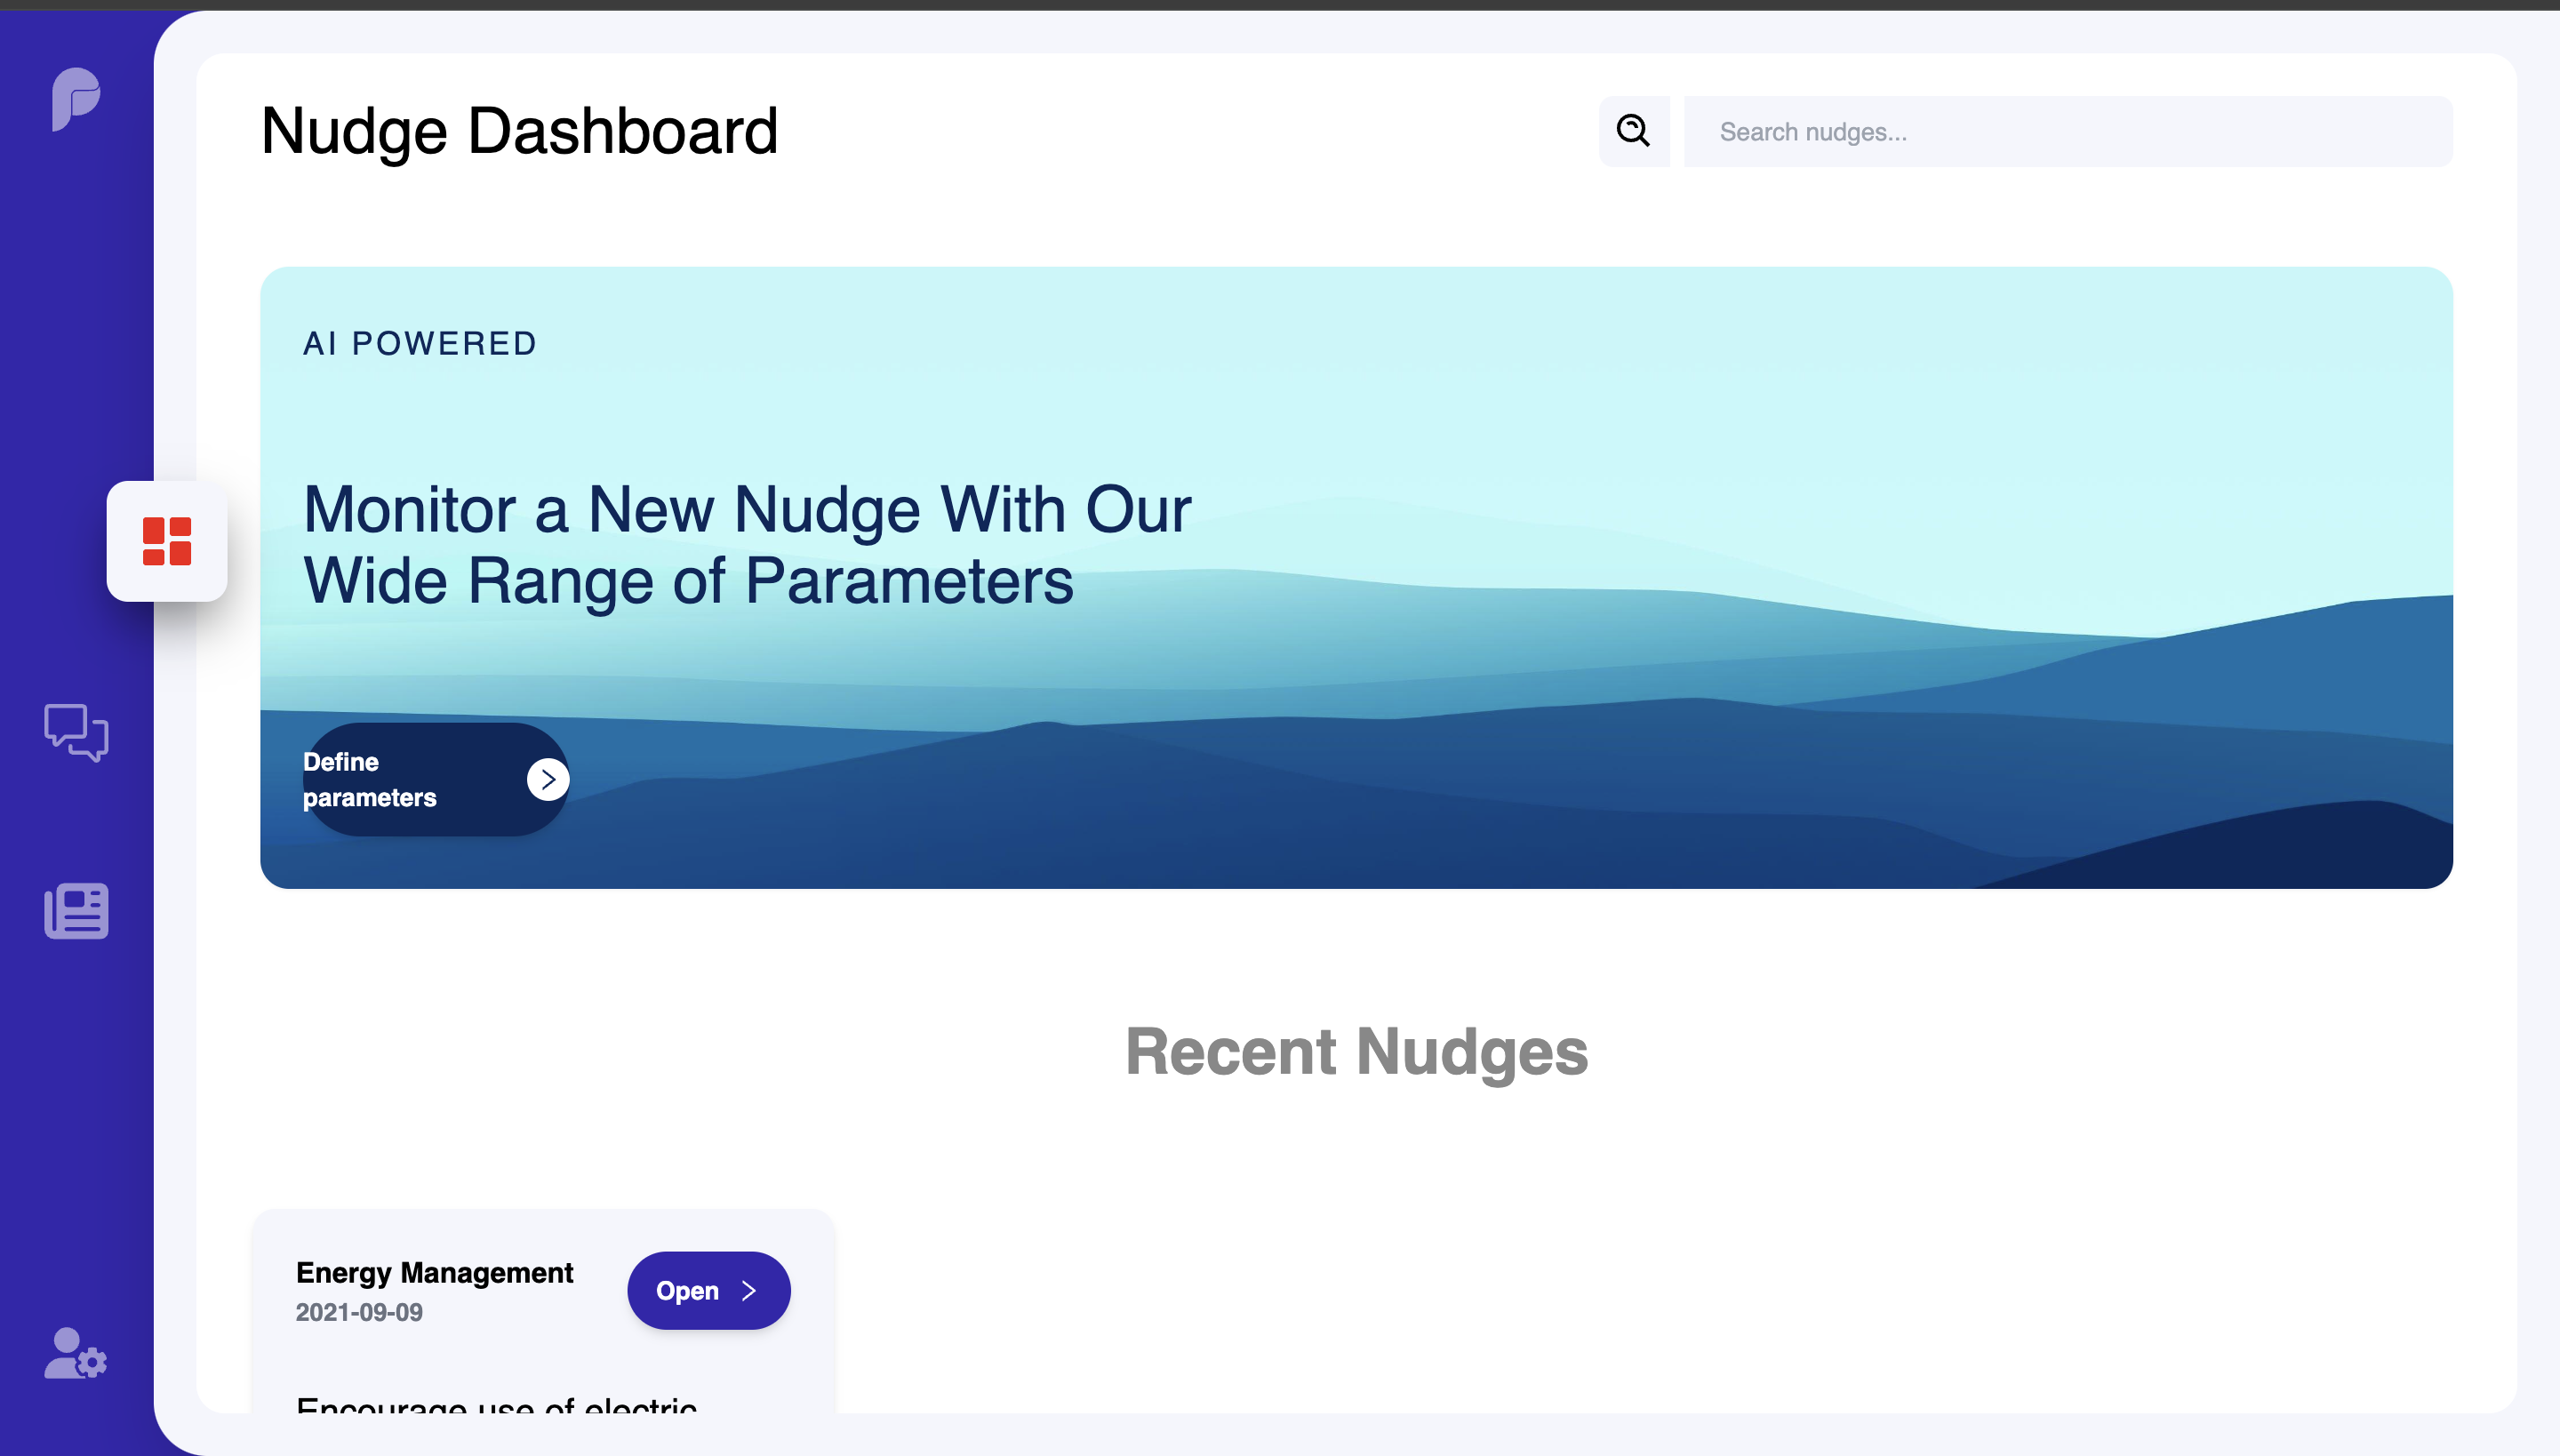 Nudge Dashboard
Search nudges...
AI POWERED
Monitor a New Nudge With Our
Wide Range of Parameters
Define
parameters
Recent Nudges
Energy Management
2021-09-09
Open
Encourage use of electric